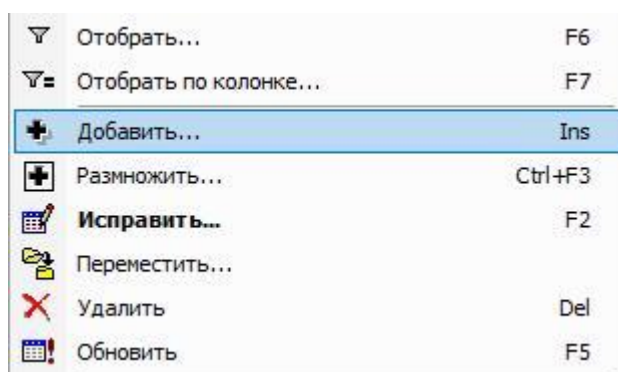 Отобрать... F6
Отобрать по колонке... F7
Добавить... Ins
Размножить... Ctrl+F3
Исправить... F2
Переместить...
Удалить Del
Обновить F5